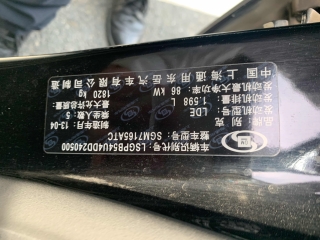 中国 上海通用东岳汽车有限公司制造
发动机最大净功率: 86 kW
发动机排量: 1.598 L
发动机型号: LDE
品牌: 别克
最大允许总质量: 1820 kg
乘坐人数: 5
制造年月: 13-04
整车型号: SGM7165ATC
车辆识别代号: LSGPB54U4DD240500